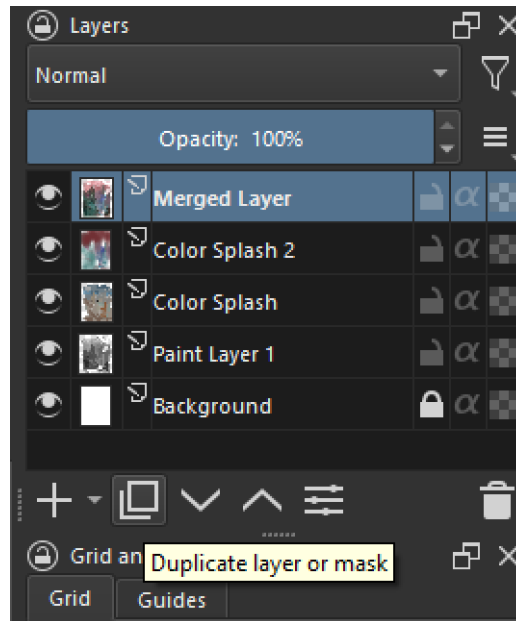 Layers
Normal
Opacity: 100%
Merged Layer
α
Color Splash 2
α
Color Splash
α
Paint Layer 1
α
Background
α
Grid an
Duplicate layer or mask
Grid
Guides